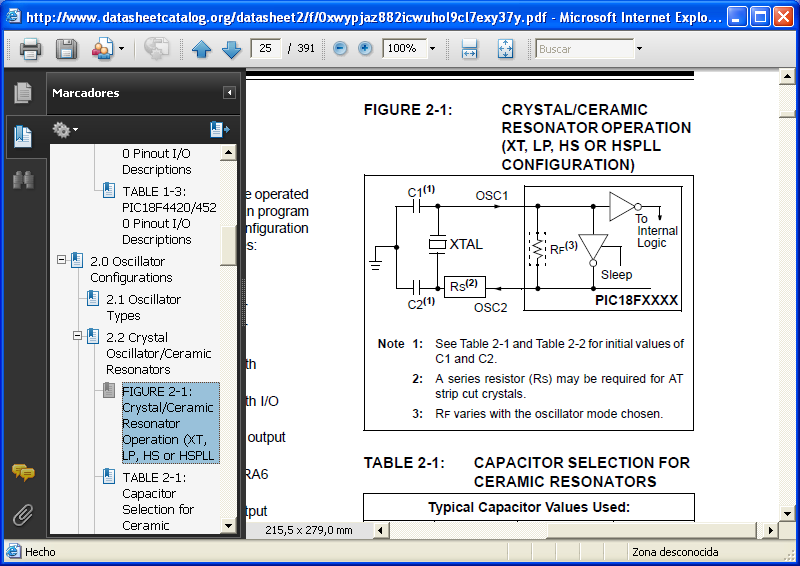 http://www.datasheetcatalog.org/datasheet2/f/0xwypjaz882icwuhol9cl7exy37y.pdf - Microsoft Internet Explo...
25 / 391
100%
Buscar
Marcadores
0 Pinout I/O
Descriptions
TABLE 1-3:
PIC18F4420/452
0 Pinout I/O
Descriptions
2.0 Oscillator
Configurations
2.1 Oscillator
Types
2.2 Crystal
Oscillator/Ceramic
Resonators
FIGURE 2-1:
Crystal/Ceramic
Resonator
Operation (XT,
LP, HS or HSPLL
TABLE 2-1:
Capacitor
Selection for
Ceramic
e operated
n program
nfiguration
s:
th
th I/O
output
RA6
utput
FIGURE 2-1: CRYSTAL/CERAMIC
RESONATOR OPERATION
(XT, LP, HS OR HSPLL
CONFIGURATION)
C1(1)
OSC1
To
Internal
Logic
XTAL
RF(3)
Sleep
RS(2)
C2(1)
OSC2
PIC18FXXXX
Note 1: See Table 2-1 and Table 2-2 for initial values of
C1 and C2.
2: A series resistor (RS) may be required for AT
strip cut crystals.
3: RF varies with the oscillator mode chosen.
TABLE 2-1: CAPACITOR SELECTION FOR
CERAMIC RESONATORS
Typical Capacitor Values Used:
215,5 x 279,0 mm
Hecho
Zona desconocida